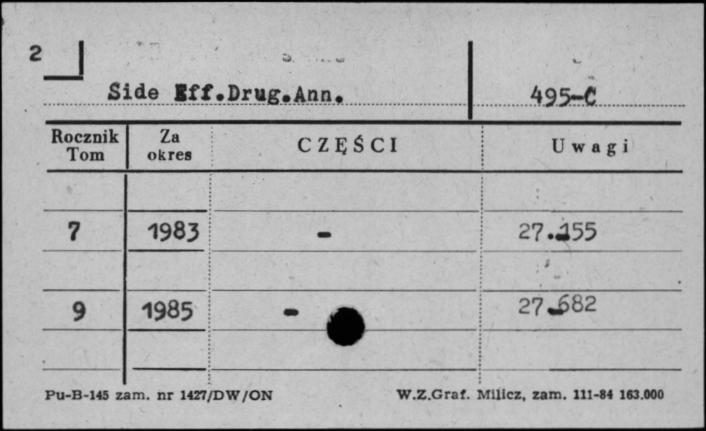 2
Side Eff.Drug.Ann. 495-C
Rocznik Tom Za okres CZĘŚCI Uwagi
7 1983 - 27.155
9 1985 - 27.682
Pu-B-145 zam. nr 1427/DW/ON W.Z.Graf. Milicz, zam. 111-84 163.000